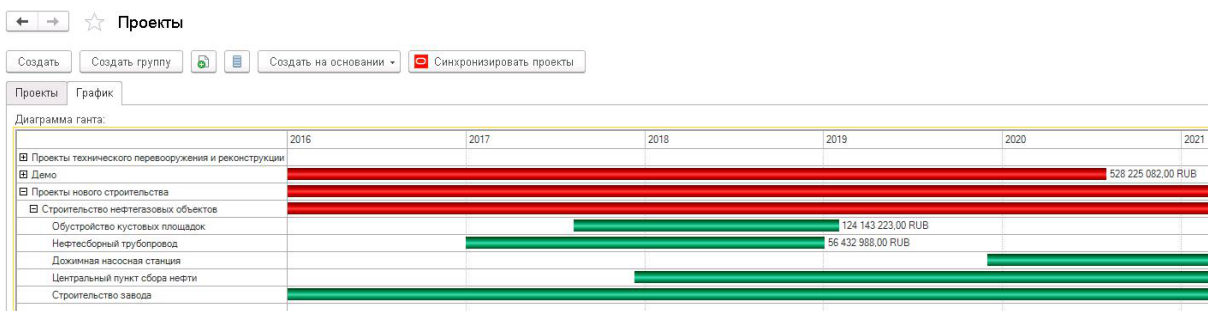 Проекты
Создать Создать группу Создать на основании Синхронизировать проекты
Проекты График
Диаграмма ганта:
2016 2017 2018 2019 2020 2021
Проекты технического перевооружения и реконструкции
Демо 528 225 082,00 RUB
Проекты нового строительства
Строительство нефтегазовых объектов
Обустройство кустовых площадок 124 143 223,00 RUB
Нефтесборный трубопровод 56 432 988,00 RUB
Дожимная насосная станция
Центральный пункт сбора нефти
Строительство завода